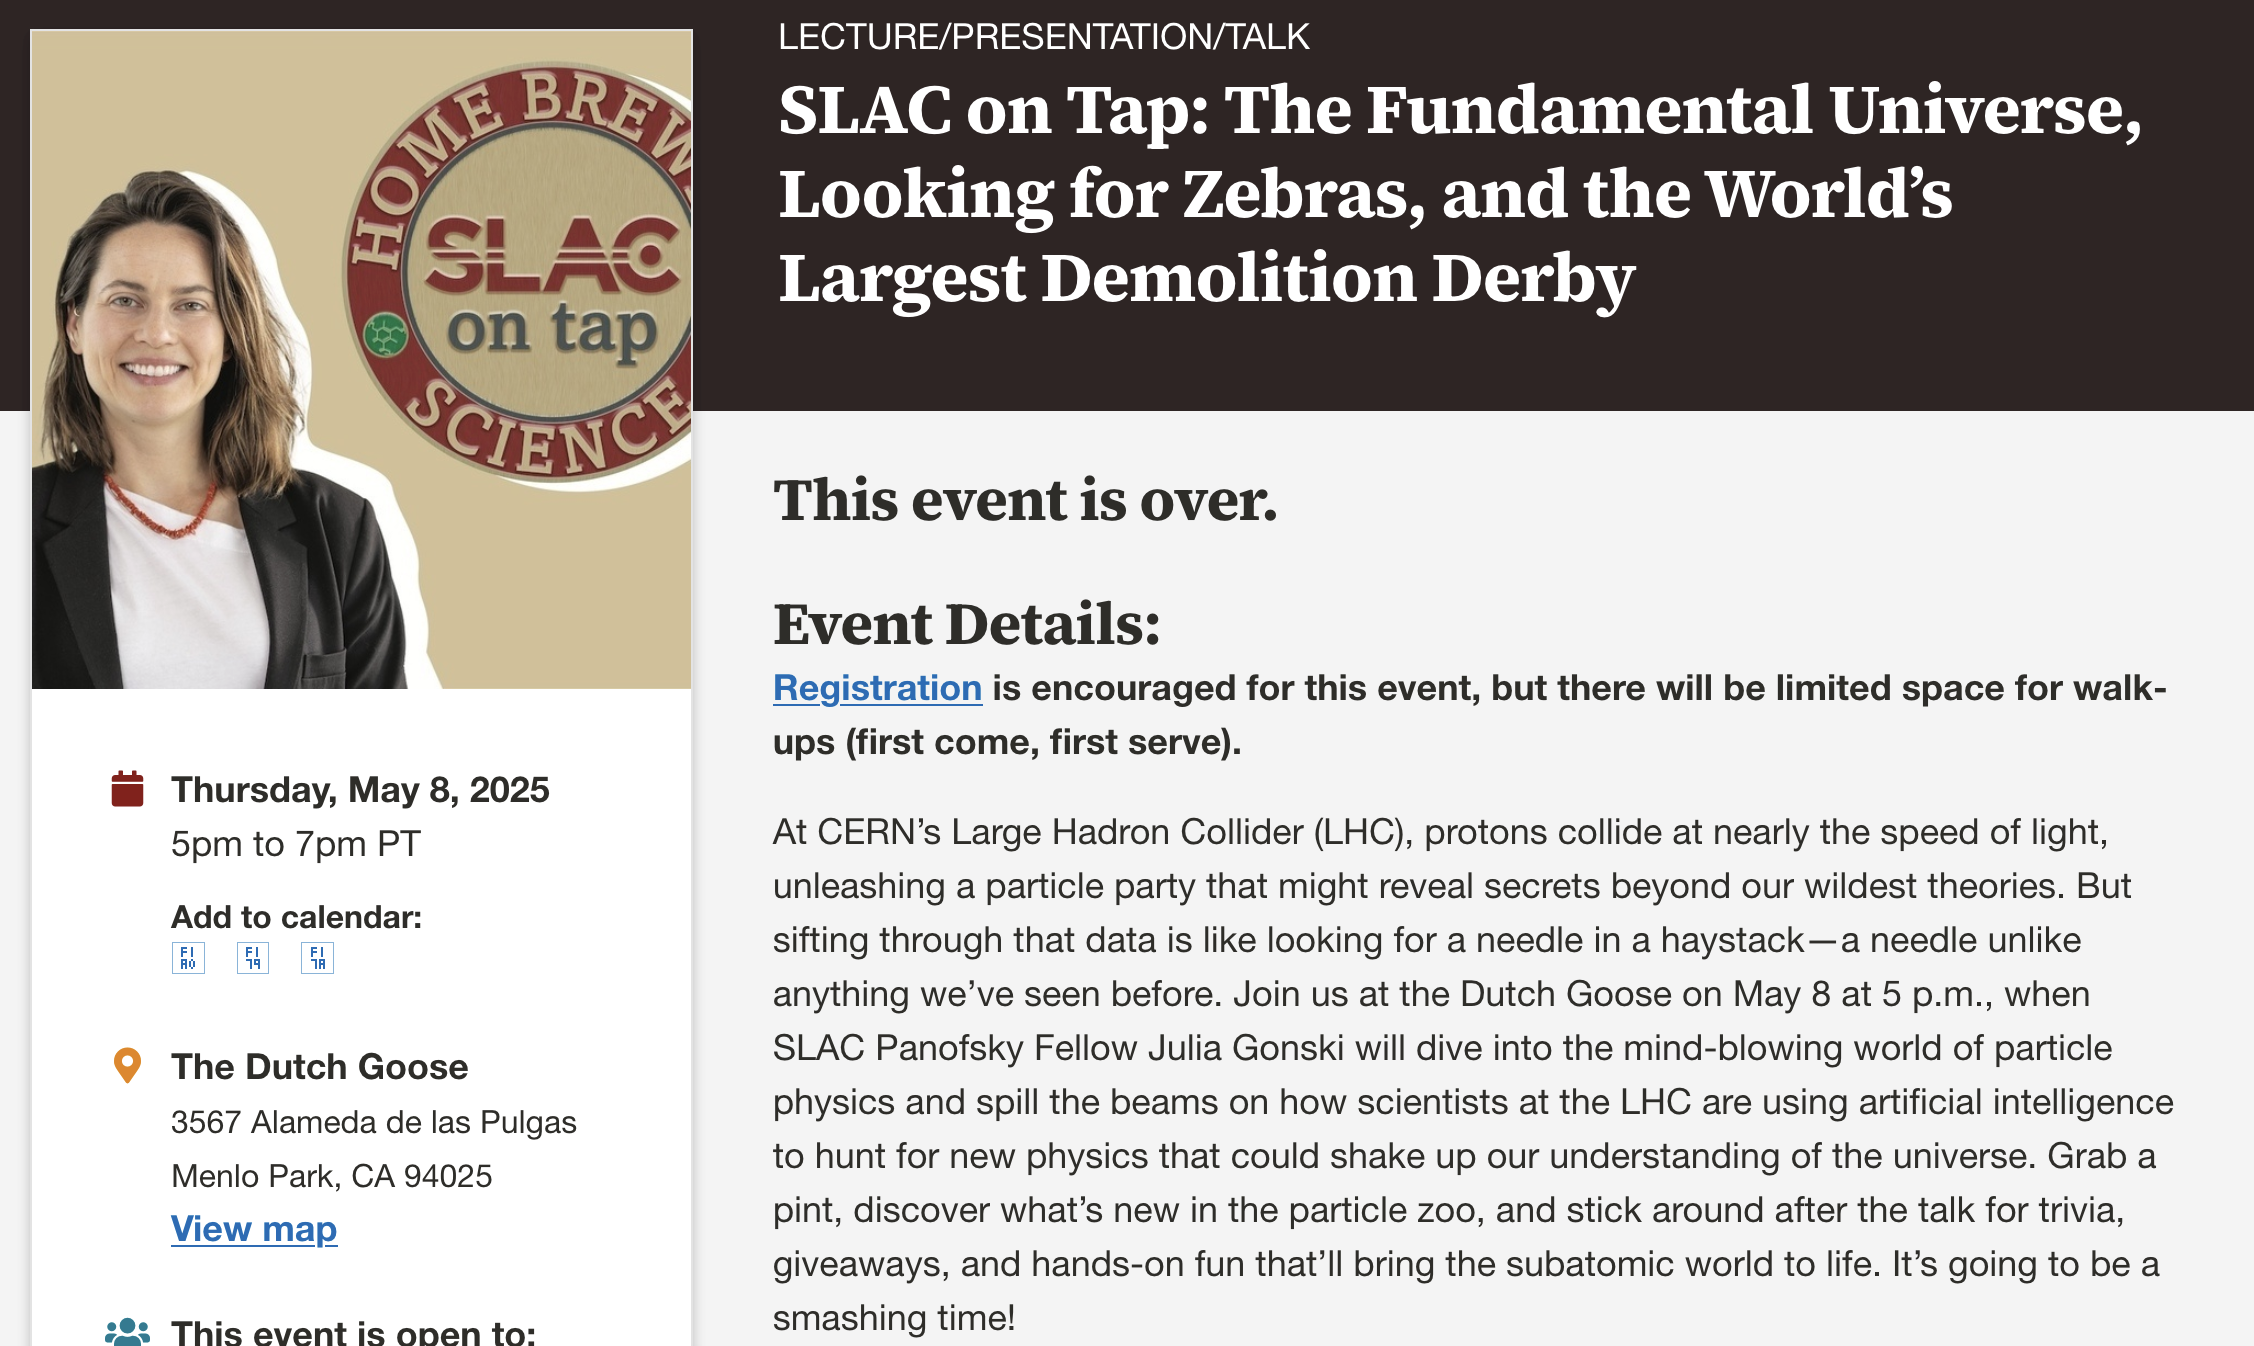 HOME BREWED
SLAC
on tap
SCIENCE
LECTURE/PRESENTATION/TALK
SLAC on Tap: The Fundamental Universe,
Looking for Zebras, and the World’s
Largest Demolition Derby
This event is over.
Event Details:
Registration is encouraged for this event, but there will be limited space for walk-
ups (first come, first serve).
At CERN’s Large Hadron Collider (LHC), protons collide at nearly the speed of light,
unleashing a particle party that might reveal secrets beyond our wildest theories. But
sifting through that data is like looking for a needle in a haystack—a needle unlike
anything we’ve seen before. Join us at the Dutch Goose on May 8 at 5 p.m., when
SLAC Panofsky Fellow Julia Gonski will dive into the mind-blowing world of particle
physics and spill the beams on how scientists at the LHC are using artificial intelligence
to hunt for new physics that could shake up our understanding of the universe. Grab a
pint, discover what’s new in the particle zoo, and stick around after the talk for trivia,
giveaways, and hands-on fun that’ll bring the subatomic world to life. It’s going to be a
smashing time!
Thursday, May 8, 2025
5pm to 7pm PT
Add to calendar:
The Dutch Goose
3567 Alameda de las Pulgas
Menlo Park, CA 94025
View map
This event is open to: